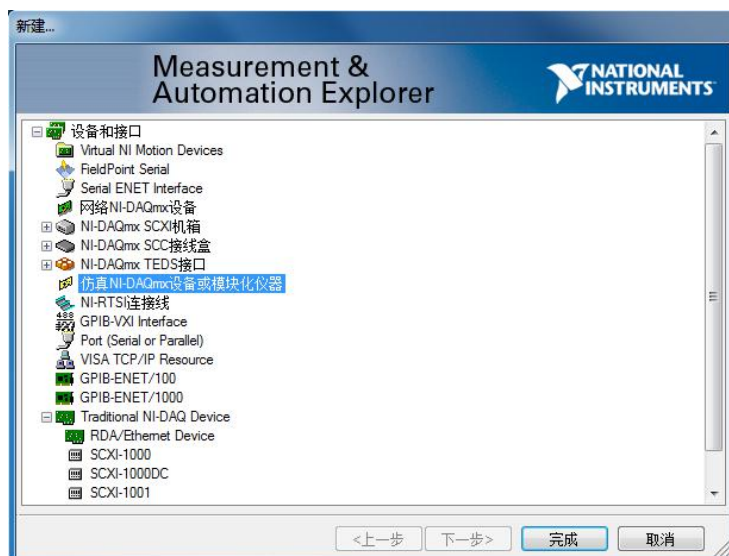 新建...
Measurement &
Automation Explorer
NATIONAL
INSTRUMENTS
设备和接口
Virtual NI Motion Devices
FieldPoint Serial
Serial ENET Interface
网络NI-DAQmx设备
NI-DAQmx SCXI机箱
NI-DAQmx SCC接线盒
NI-DAQmx TEDS接口
仿真NI-DAQmx设备或模块化仪器
NI-RTSI连接线
GPIB-VXI Interface
Port (Serial or Parallel)
VISA TCP/IP Resource
GPIB-ENET/100
GPIB-ENET/1000
Traditional NI-DAQ Device
RDA/Ethernet Device
SCXI-1000
SCXI-1000DC
SCXI-1001
<上一步 下一步> 完成 取消